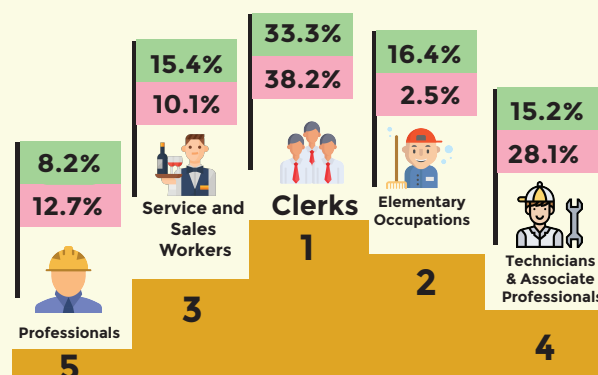 8.2%
12.7%
Professionals
5
15.4%
10.1%
Service and
Sales
Workers
3
33.3%
38.2%
Clerks
1
16.4%
2.5%
Elementary
Occupations
2
15.2%
28.1%
Technicians
& Associate
Professionals
4